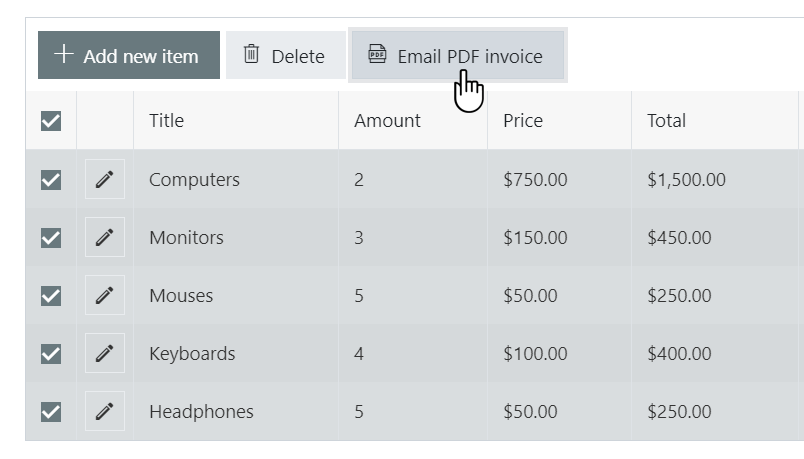 Add new item Delete PDF Email PDF invoice
Title Amount Price Total
Computers 2 $750.00 $1,500.00
Monitors 3 $150.00 $450.00
Mouses 5 $50.00 $250.00
Keyboards 4 $100.00 $400.00
Headphones 5 $50.00 $250.00